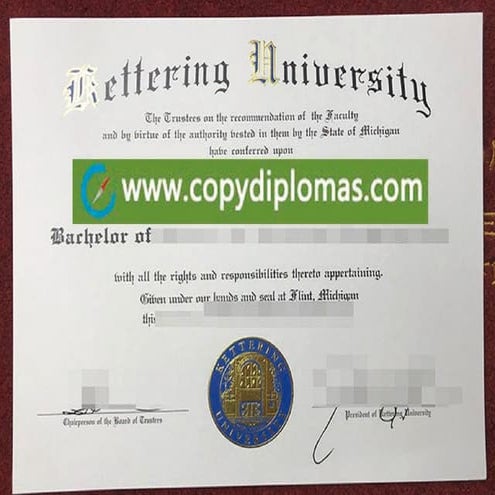 Kettering University
The Trustees on the recommendation of the Faculty
and by virtue of the authority vested in them by the State of Michigan
have conferred upon
www.copydiplomas.com
Bachelor of
with all the rights and responsibilities thereto appertaining.
Given under our hands and seal at Flint, Michigan
this
KETTERING
UNIVERSITY
Chairperson of the Board of Trustees
President of Kettering University